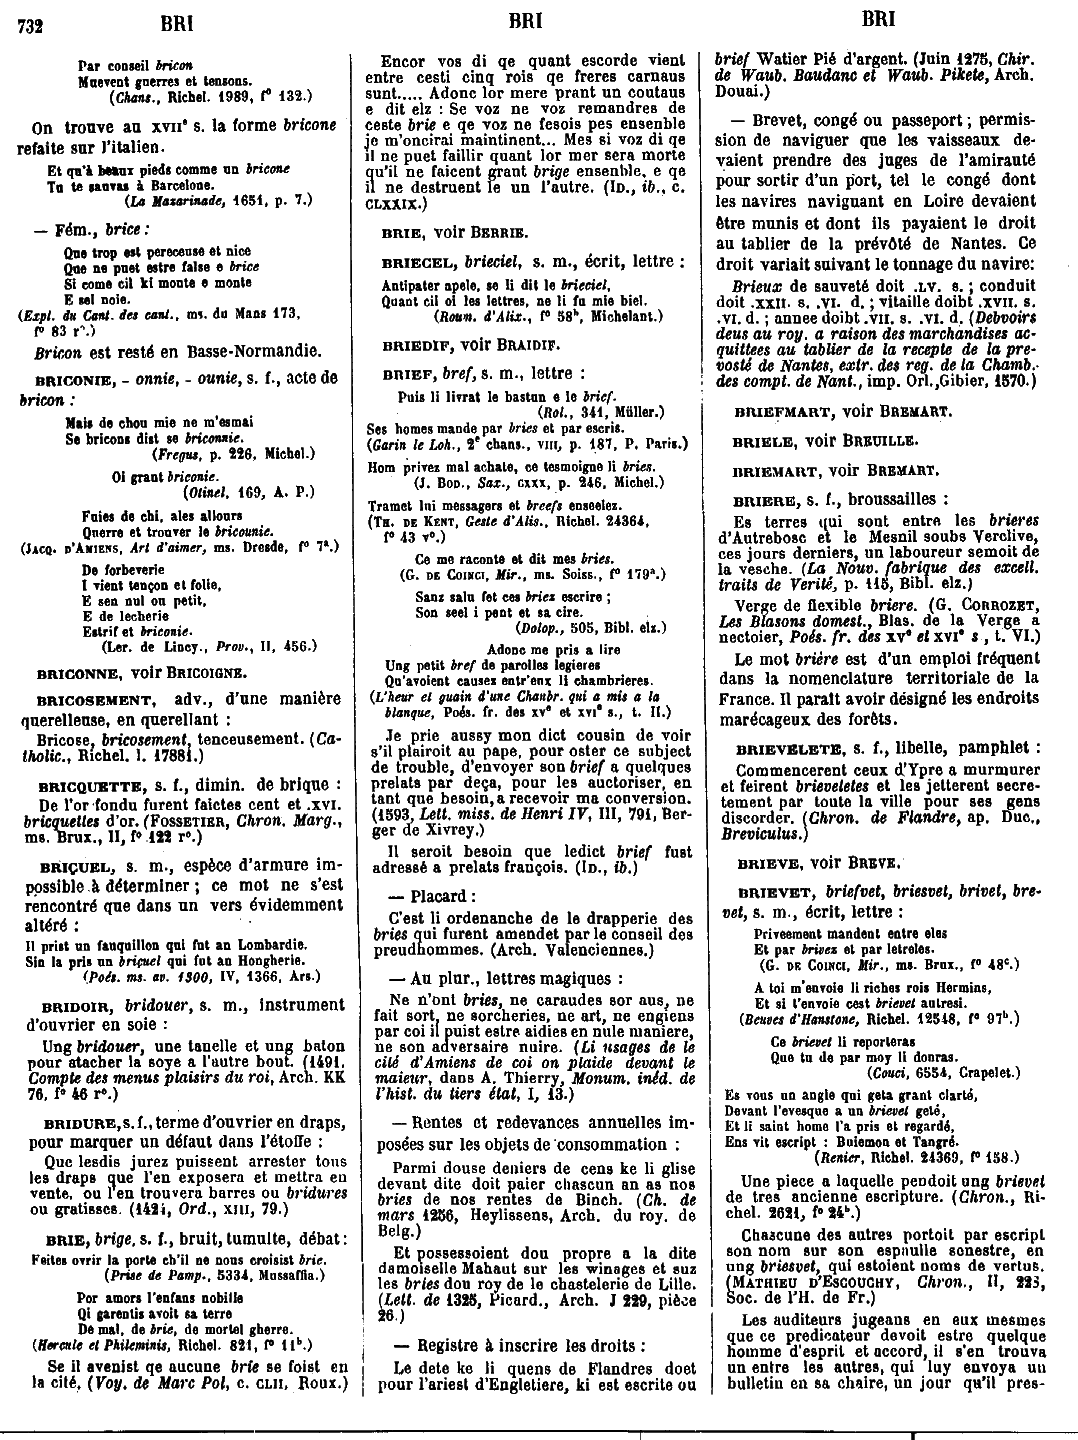 732
BRI
BRI
BRI
Par conseil bricon
Muevent guerres et tensons.
(Chans., Richel. 1989, f° 132.)
On trouve au XVIIe s. la forme bricone
refaite sur l'italien.
Et qu'à beaux pieds comme un bricone
Tu te sauvas à Barcelone.
(La Mazarinade, 1651, p. 7.)
— Fém., brice :
Que trop est pereceuse et nice
Que ne puet estre false e brice
Si come cil ki monte e monte
E sel noie.
(Expl. du Cant. des cant., ms. du Mans 173,
f° 83 r°.)
Bricon est resté en Basse-Normandie.
BRICONIE, - onnie, - ounie, s. f., acte de
bricon :
Mais de chou mie ne m'esmai
Se bricons dist se briconnie.
(Fregus, p. 226, Michel.)
Oi grant briconie.
(Otinel, 169, A. P.)
Fuies de chi, ales allours
Querre et trouver le bricounie.
(JACQ. D'AMIENS, Art d'aimer, ms. Dresde, f° 7a.)
De forbeverie
I vient tençon et folie,
E sen nul ou petit,
E de lecherie
Estrif et briconie.
(Ler. de Lincy., Prov., II, 456.)
BRICONNE, voir BRICOIGNE.
BRICOSEMENT, adv., d'une manière
querelleuse, en querellant :
Bricose, bricosement, tenceusement. (Ca-
tholic., Richel. l. 17881.)
BRICQUETTE, s. f., dimin. de brique :
De l'or fondu furent faictes cent et .XVI.
bricquettes d'or. (FOSSETIER, Chron. Marg.,
ms. Brux., II, f° 122 r°.)
BRIÇUEL, s. m., espèce d'armure im-
possible à déterminer ; ce mot ne s'est
rencontré que dans un vers évidemment
altéré :
Il prist un fauquillon qui fut an Lombardie.
Sin la pris un briçuel qui fut an Hongherie.
(Poés. ms. av. 1300, IV, 1366, Ars.)
BRIDOIR, bridouer, s. m., instrument
d'ouvrier en soie :
Ung bridouer, une tanelle et ung baton
pour atacher la soye a l'autre bout. (1491.
Compte des menus plaisirs du roi, Arch. KK
76, f° 46 r°.)
BRIDURE, s. f., terme d'ouvrier en draps,
pour marquer un défaut dans l'étoffe :
Que lesdis jurez puissent arrester tous
les draps que l'en exposera et mettra en
vente, ou l'en trouvera barres ou bridures
ou gratisses. (1424, Ord., XIII, 79.)
BRIE, brige, s. f., bruit, tumulte, débat :
Feites ovrir la porte ch'il ne nous croisist brie.
(Prise de Pamp., 5334, Mussaffia.)
Por amors l'enfans nobille
Qi garentis avoit sa terre
De mal, de brie, de mortel gherre.
(Hercule et Phileminis, Richel. 821, f° 11b.)
Se il avenist qe aucune brie se foist en
la cité. (Voy. de Marc Pol, c. CLII, Roux.)
Encor vos di qe quant escorde vient
entre cesti cinq rois qe freres carnaus
sunt..... Adonc lor mere prant un coutaus
e dit elz : Se voz ne voz remandres de
ceste brie e qe voz ne fesois pes ensenble
je m'oncirai maintinent... Mes si voz di qe
il ne puet faillir quant lor mer sera morte
qu'il ne faicent grant brige ensenble, e qe
il ne destruent le un l'autre. (ID., ib., c.
CLXXIX.)
BRIE, voir BERRIE.
BRIECEL, brieciel, s. m., écrit, lettre :
Antipater apele, se li dit le brieciel,
Quant cil oi les lettres, ne li fu mie biel.
(Roum. d'Alix., f° 58b, Michelant.)
BRIEDIF, voir BRAIDIF.
BRIEF, bref, s. m., lettre :
Puis li livrat le bastun e le brief.
(Rol., 341, Müller.)
Ses homes mande par bries et par escris.
(Garin le Loh., 2e chans., VIII, p. 187, P. Paris.)
Hom privez mal achate, ce tesmoigne li bries.
(J. BOD., Sax., CXXX, p. 246, Michel.)
Tramet lui messagers et breefs enseelez.
(TH. DE KENT, Geste d'Alis., Richel. 24364,
f° 43 v°.)
Ce me raconte et dit mes bries.
(G. DE COINCI, Mir., ms. Soiss., f° 179a.)
Sanz salu fet ces briez escrire ;
Son seel i pent et sa cire.
(Dolop., 505, Bibl. elz.)
Adonc me pris a lire
Ung petit bref de parolles legieres
Qu'avoient causez entr'eux li chambrieres.
(L'heur et guain d'une Chanbr. qui a mis a la
blanque, Poés. fr. des XVe et XVIe s., t. II.)
Je prie aussy mon dict cousin de voir
s'il plairoit au pape, pour oster ce subject
de trouble, d'envoyer son brief a quelques
prelats par deça, pour les auctoriser, en
tant que besoin, a recevoir ma conversion.
(1593, Lett. miss. de Henri IV, III, 791, Ber-
ger de Xivrey.)
Il seroit besoin que ledict brief fust
adressé a prelats françois. (ID., ib.)
— Placard :
C'est li ordenanche de le drapperie des
bries qui furent amendet par le conseil des
preudhommes. (Arch. Valenciennes.)
— Au plur., lettres magiques :
Ne n'ont bries, ne caraudes sor aus, ne
fait sort, ne sorcheries, ne art, ne engiens
par coi il puist estre aidies en nule maniere,
ne son adversaire nuire. (Li usages de le
cité d'Amiens de coi on plaide devant le
maieur, dans A. Thierry, Monum. inéd. de
l'hist. du tiers état, I, 13.)
— Rentes et redevances annuelles im-
posées sur les objets de consommation :
Parmi douse deniers de cens ke li glise
devant dite doit paier chascun an as nos
bries de nos rentes de Binch. (Ch. de
mars 1256, Heylissens, Arch. du roy. de
Belg.)
Et possessoient dou propre a la dite
damoiselle Mahaut sur les winages et suz
les bries dou roy de le chastelerie de Lille.
(Lett. de 1325, Picard., Arch. J 229, pièce
26.)
— Registre à inscrire les droits :
Le dete ke li quens de Flandres doet
pour l'ariest d'Engletiere, ki est escrite ou
brief Watier Pié d'argent. (Juin 1275, Chir.
de Waub. Baudanc et Waub. Pikete, Arch.
Douai.)
— Brevet, congé ou passeport ; permis-
sion de naviguer que les vaisseaux de-
vaient prendre des juges de l'amirauté
pour sortir d'un port, tel le congé dont
les navires naviguant en Loire devaient
être munis et dont ils payaient le droit
au tablier de la prévôté de Nantes. Ce
droit variait suivant le tonnage du navire:
Brieux de sauveté doit .LV. s. ; conduit
doit .XXII. s. .VI. d. ; vitaille doibt .XVII. s.
.VI. d. ; annee doibt .VII. s. .VI. d. (Debvoirs
deus au roy. a raison des marchandises ac-
quittees au tablier de la recepte de la pre-
vosté de Nantes, extr. des reg. de la Chamb.
des compt. de Nant., imp. Orl., Gibier, 1570.)
BRIEFMART, voir BREMART.
BRIELE, voir BREUILLE.
BRIEMART, voir BREMART.
BRIERE, s. f., broussailles :
Es terres qui sont entre les brieres
d'Autrebosc et le Mesnil soubs Verclive,
ces jours derniers, un laboureur semoit de
la vesche. (La Nouv. fabrique des excell.
traits de Verité, p. 115, Bibl. elz.)
Verge de flexible briere. (G. CORROZET,
Les Blasons domest., Blas. de la Verge a
nectoier, Poés. fr. des XVe et XVIe s , t. VI.)
Le mot brière est d'un emploi fréquent
dans la nomenclature territoriale de la
France. Il paraît avoir désigné les endroits
marécageux des forêts.
BRIEVELETE, s. f., libelle, pamphlet :
Commencerent ceux d'Ypre a murmurer
et feirent brieveletes et les jetterent secre-
tement par toute la ville pour ses gens
discorder. (Chron. de Flandre, ap. Duc.,
Breviculus.)
BRIEVE, voir BREVE.
BRIEVET, briefvet, briesvet, brivet, bre-
vet, s. m., écrit, lettre :
Priveement mandent entre eles
Et par brivez et par letreles.
(G. DE COINCI, Mir., ms. Brux., f° 48c.)
A toi m'envoie li riches rois Hermins,
Et si t'envoie cest brievet autresi.
(Beuves d'Hanstone, Richel. 12548, f° 97b.)
Ce brievet li reporteras
Que tu de par moy li donras.
(Couci, 6554, Crapelet.)
Es vous un angle qui geta grant clarté,
Devant l'evesque a un brievet geté,
Et li saint home l'a pris et regardé,
Ens vit escript : Buiemon et Tangré.
(Renier, Richel. 24369, f° 158.)
Une piece a laquelle pendoit ung brievet
de tres ancienne escripture. (Chron., Ri-
chel. 2621, f° 24b.)
Chascune des autres portoit par escript
son nom sur son espaulle senestre, en
ung briesvet, qui estoient noms de vertus.
(MATHIEU D'ESCOUCHY, Chron., II, 223,
Soc. de l'H. de Fr.)
Les auditeurs jugeans en eux mesmes
que ce predicateur devoit estre quelque
homme d'esprit et accord, il s'en trouva
un entre les autres, qui luy envoya un
bulletin en sa chaire, un jour qu'il pres-